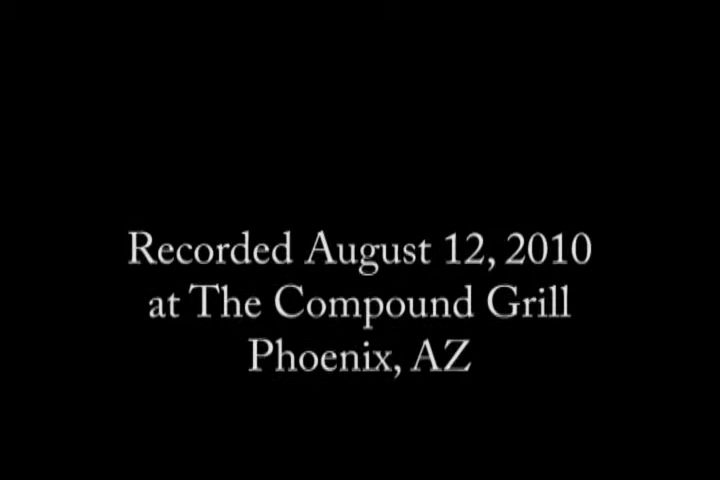 Recorded August 12, 2010
at The Compound Grill
Phoenix, AZ